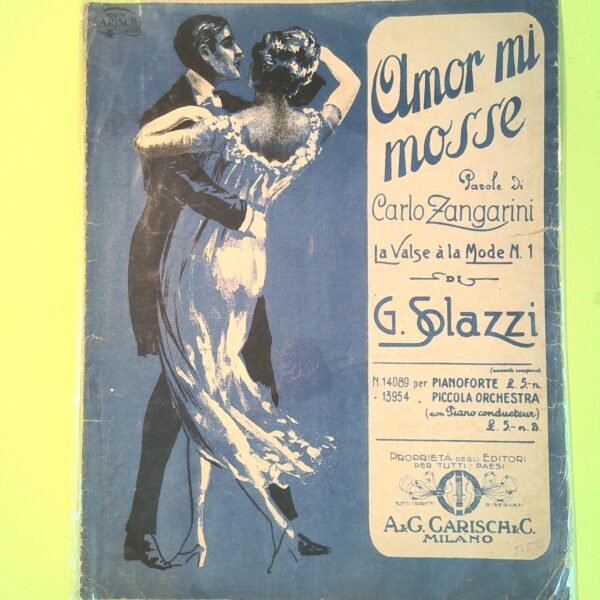 CARISCH
Amor mi
mosse
Parole di
Carlo Zangarini
La Valse à la Mode N. 1
DI
G. Solazzi
(aumento compreso)
N. 14089 per PIANOFORTE £. 5.-n.
- 13954 . PICCOLA ORCHESTRA
(con Piano conducteur)
£. 5.-n. B.
PROPRIETÀ DEGLI EDITORI
PER TUTTI I PAESI
TUTTI I DIRITTI RISERVATI
A.&G. CARISCH&C.
MILANO